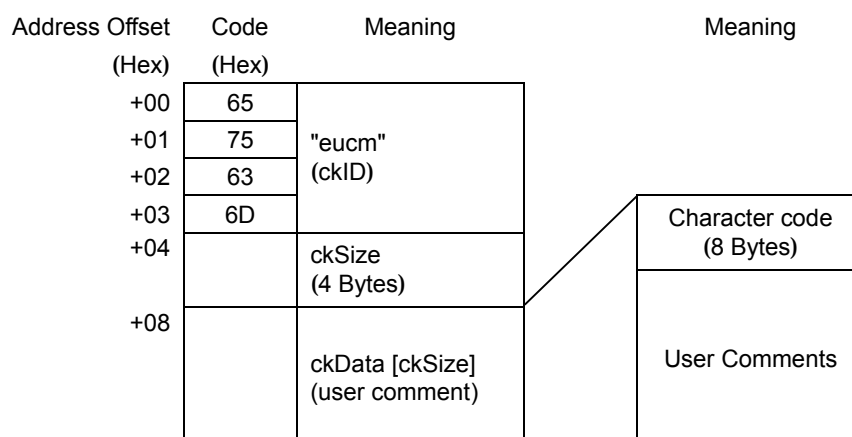 Address Offset Code Meaning Meaning
(Hex) (Hex)
+00 65
+01 75 "eucm"
+02 63 (ckID)
+03 6D Character code
+04 ckSize (8 Bytes)
(4 Bytes)
+08
ckData [ckSize] User Comments
(user comment)